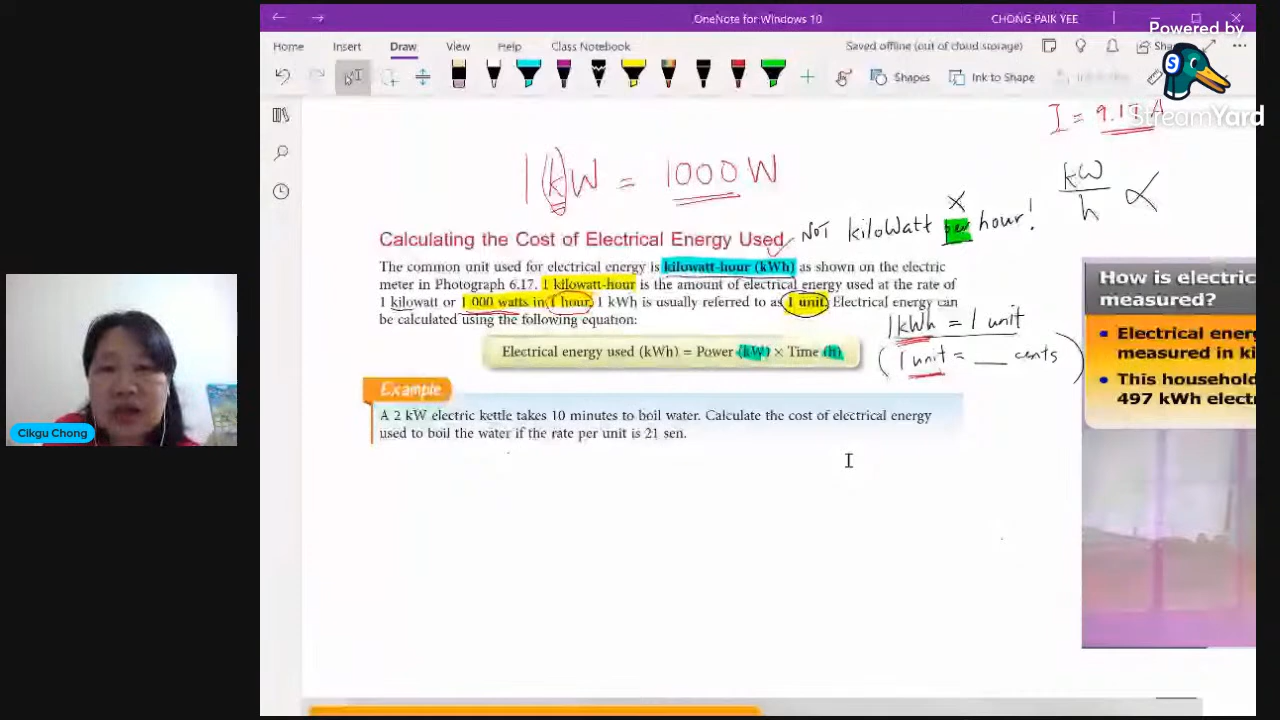 OneNote for Windows 10
CHONG PAIK YEE
Powered by
StreamYard
Home Insert Draw View Help Class Notebook
Saved offline (out of cloud storage)
Shapes
Ink to Shape
I = 9.17 A
1 kW = 1000 W
kW
h
X
NOT kiloWatt per hour!
Calculating the Cost of Electrical Energy Used
The common unit used for electrical energy is kilowatt-hour (kWh) as shown on the electric
meter in Photograph 6.17. 1 kilowatt-hour is the amount of electrical energy used at the rate of
1 kilowatt or 1 000 watts in 1 hour. 1 kWh is usually referred to as 1 unit. Electrical energy can
be calculated using the following equation:
1 kWh = 1 unit
(1 unit = ___ cents)
Electrical energy used (kWh) = Power (kW) × Time (h)
Example
A 2 kW electric kettle takes 10 minutes to boil water. Calculate the cost of electrical energy
used to boil the water if the rate per unit is 21 sen.
How is electric
measured?
Electrical ener
measured in ki
This household
497 kWh elect
Cikgu Chong